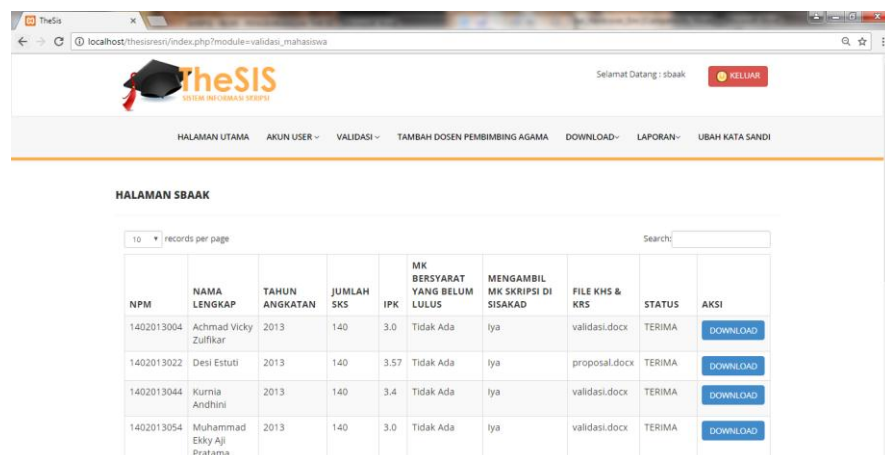 TheSis
localhost/thesisresri/index.php?module=validasi_mahasiswa
TheSIS
SISTEM INFORMASI SKRIPSI
Selamat Datang : sbaak
KELUAR
HALAMAN UTAMA AKUN USER VALIDASI TAMBAH DOSEN PEMBIMBING AGAMA DOWNLOAD LAPORAN UBAH KATA SANDI
HALAMAN SBAAK
10 records per page Search:
NPM NAMA LENGKAP TAHUN ANGKATAN JUMLAH SKS IPK MK BERSYARAT YANG BELUM LULUS MENGAMBIL MK SKRIPSI DI SISAKAD FILE KHS & KRS STATUS AKSI
1402013004 Achmad Vicky Zulfikar 2013 140 3.0 Tidak Ada Iya validasi.docx TERIMA DOWNLOAD
1402013022 Desi Estuti 2013 140 3.57 Tidak Ada Iya proposal.docx TERIMA DOWNLOAD
1402013044 Kurnia Andhini 2013 140 3.4 Tidak Ada Iya validasi.docx TERIMA DOWNLOAD
1402013054 Muhammad Ekky Aji Pratama 2013 140 3.0 Tidak Ada Iya validasi.docx TERIMA DOWNLOAD